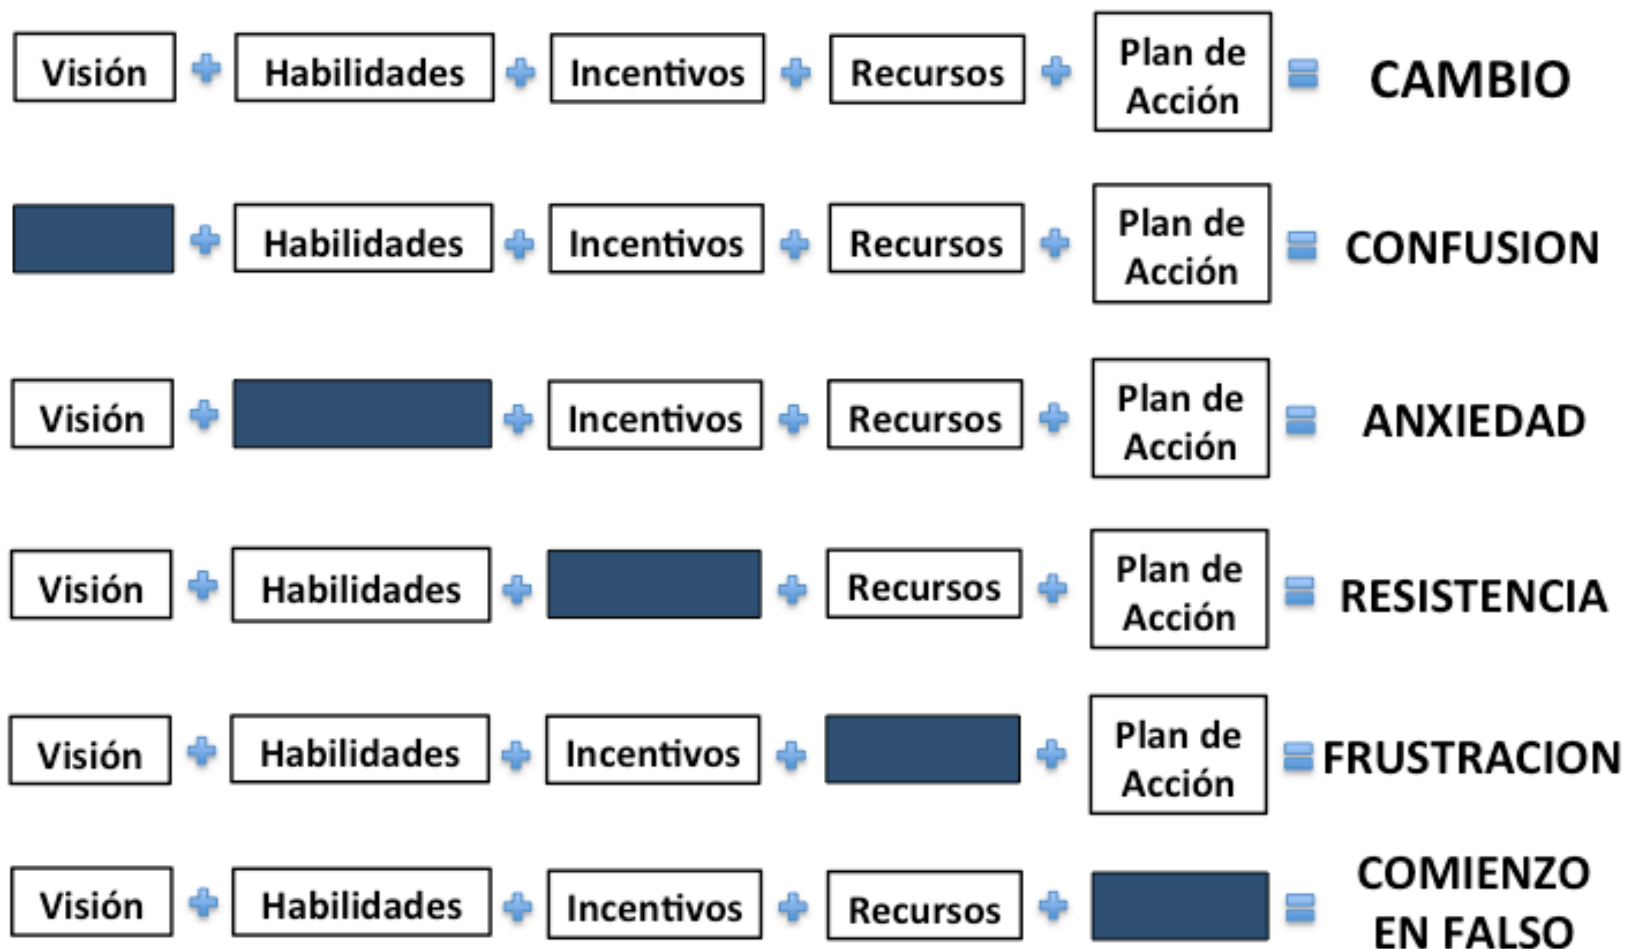 Visión Habilidades Incentivos Recursos Plan de Acción CAMBIO
Habilidades Incentivos Recursos Plan de Acción CONFUSION
Visión Incentivos Recursos Plan de Acción ANXIEDAD
Visión Habilidades Recursos Plan de Acción RESISTENCIA
Visión Habilidades Incentivos Plan de Acción FRUSTRACION
Visión Habilidades Incentivos Recursos COMIENZO EN FALSO